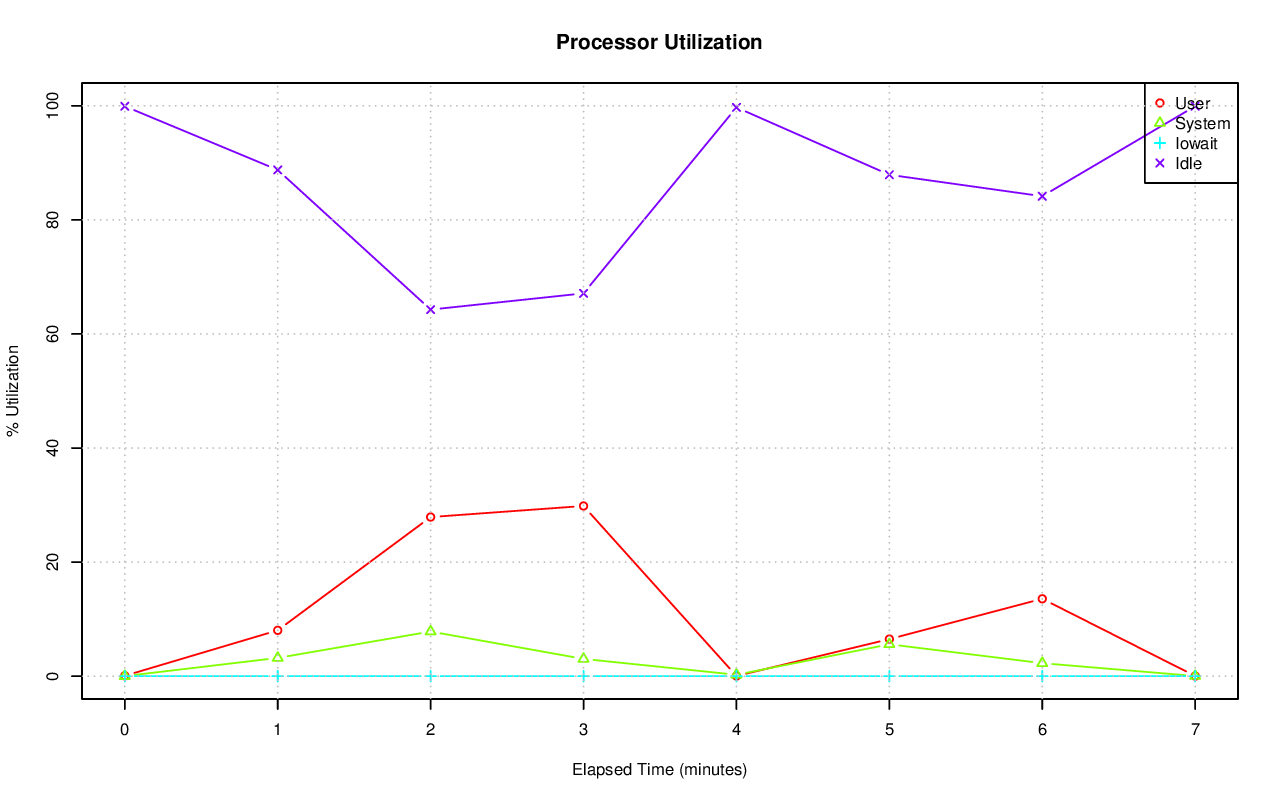 Processor Utilization
% Utilization
100
80
60
40
20
0
User
System
Iowait
Idle
0 1 2 3 4 5 6 7
Elapsed Time (minutes)